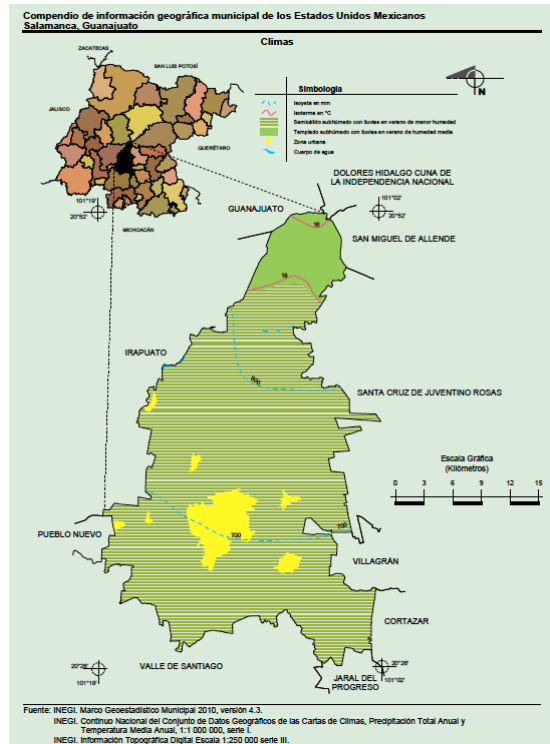 Compendio de información geográfica municipal de los Estados Unidos Mexicanos
Salamanca, Guanajuato
Climas
ZACATECAS
SAN LUIS POTOSÍ
JALISCO
QUERÉTARO
MICHOACÁN
101°19'
20°52'
Simbología
Isoyeta en mm
Isoterma en °C
Semicálido subhúmedo con lluvias en verano de menor humedad
Templado subhúmedo con lluvias en verano de humedad media
Zona urbana
Cuerpo de agua
N
DOLORES HIDALGO CUNA DE
LA INDEPENDENCIA NACIONAL
101°02'
20°52'
GUANAJUATO
16
SAN MIGUEL DE ALLENDE
18
IRAPUATO
600
SANTA CRUZ DE JUVENTINO ROSAS
Escala Gráfica
(Kilómetros)
0 3 6 9 12 15
PUEBLO NUEVO
700
700
VILLAGRÁN
CORTAZAR
20°26'
101°19'
VALLE DE SANTIAGO
JARAL DEL
PROGRESO
20°26'
101°02'
Fuente: INEGI. Marco Geoestadístico Municipal 2010, versión 4.3.
INEGI. Continuo Nacional del Conjunto de Datos Geográficos de las Cartas de Climas, Precipitación Total Anual y
Temperatura Media Anual, 1:1 000 000, serie I.
INEGI. Información Topográfica Digital Escala 1:250 000 serie III.